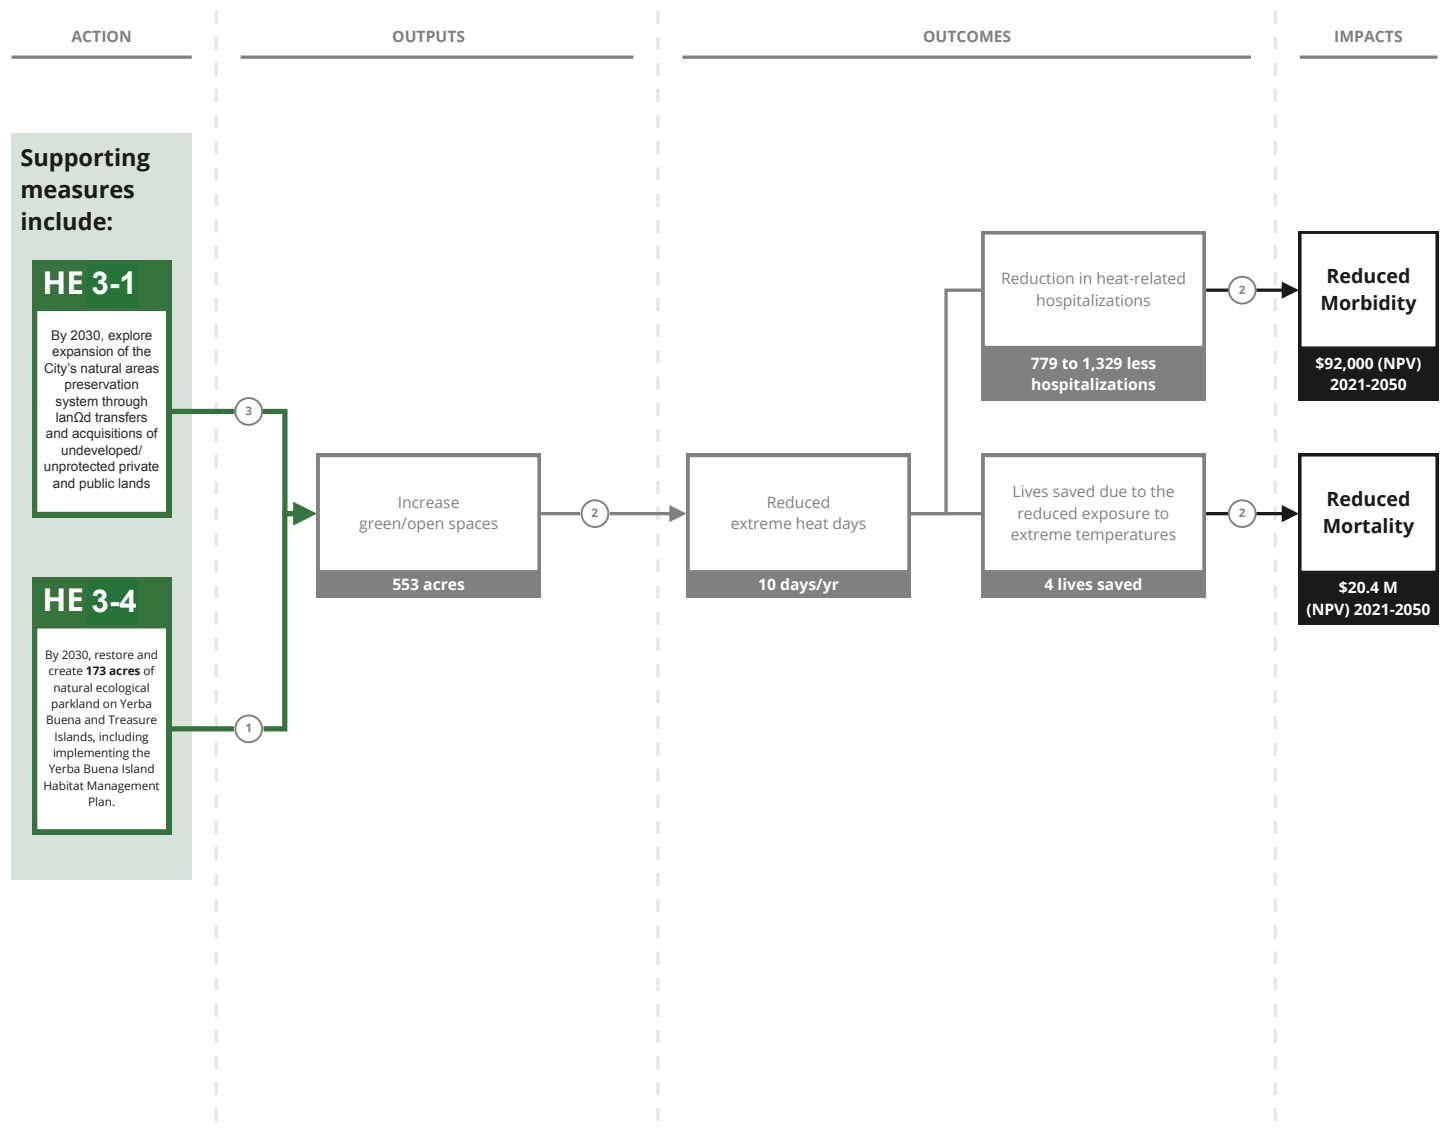 ACTION
OUTPUTS
OUTCOMES
IMPACTS
Supporting
measures
include:
HE 3-1
By 2030, explore
expansion of the
City's natural areas
preservation
system through
lanΩd transfers
and acquisitions of
undeveloped/
unprotected private
and public lands
3
HE 3-4
By 2030, restore and
create 173 acres of
natural ecological
parkland on Yerba
Buena and Treasure
Islands, including
implementing the
Yerba Buena Island
Habitat Management
Plan.
1
Increase
green/open spaces
553 acres
2
Reduced
extreme heat days
10 days/yr
Reduction in heat-related
hospitalizations
779 to 1,329 less
hospitalizations
2
Reduced
Morbidity
$92,000 (NPV)
2021-2050
Lives saved due to the
reduced exposure to
extreme temperatures
4 lives saved
2
Reduced
Mortality
$20.4 M
(NPV) 2021-2050